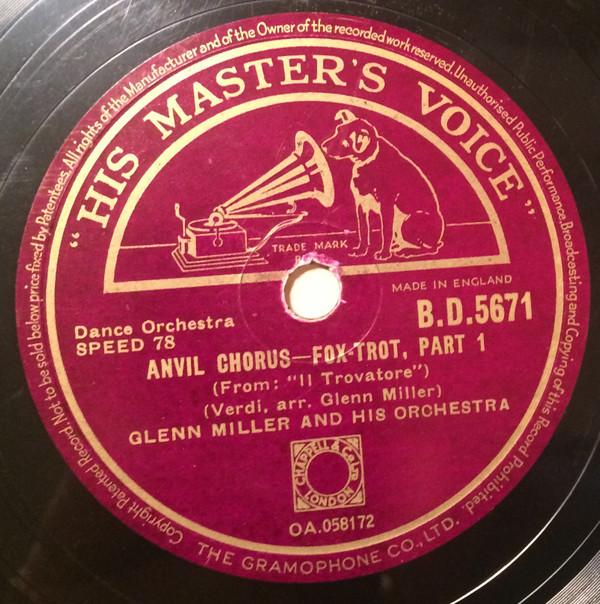 Copyright Patented Record. Not to be sold below price fixed by Patentees. All rights of the Manufacturer and of the Owner of the recorded work reserved. Unauthorised Public Performance, Broadcasting and Copying of this Record Prohibited.
"HIS MASTER'S VOICE"
TRADE MARK
MADE IN ENGLAND
Dance Orchestra
SPEED 78
B.D.5671
ANVIL CHORUS—FOX-TROT, PART 1
(From: "Il Trovatore")
(Verdi, arr. Glenn Miller)
GLENN MILLER AND HIS ORCHESTRA
CHAPPELL & Co LTD
LONDON
OA.058172
THE GRAMOPHONE CO., LTD.